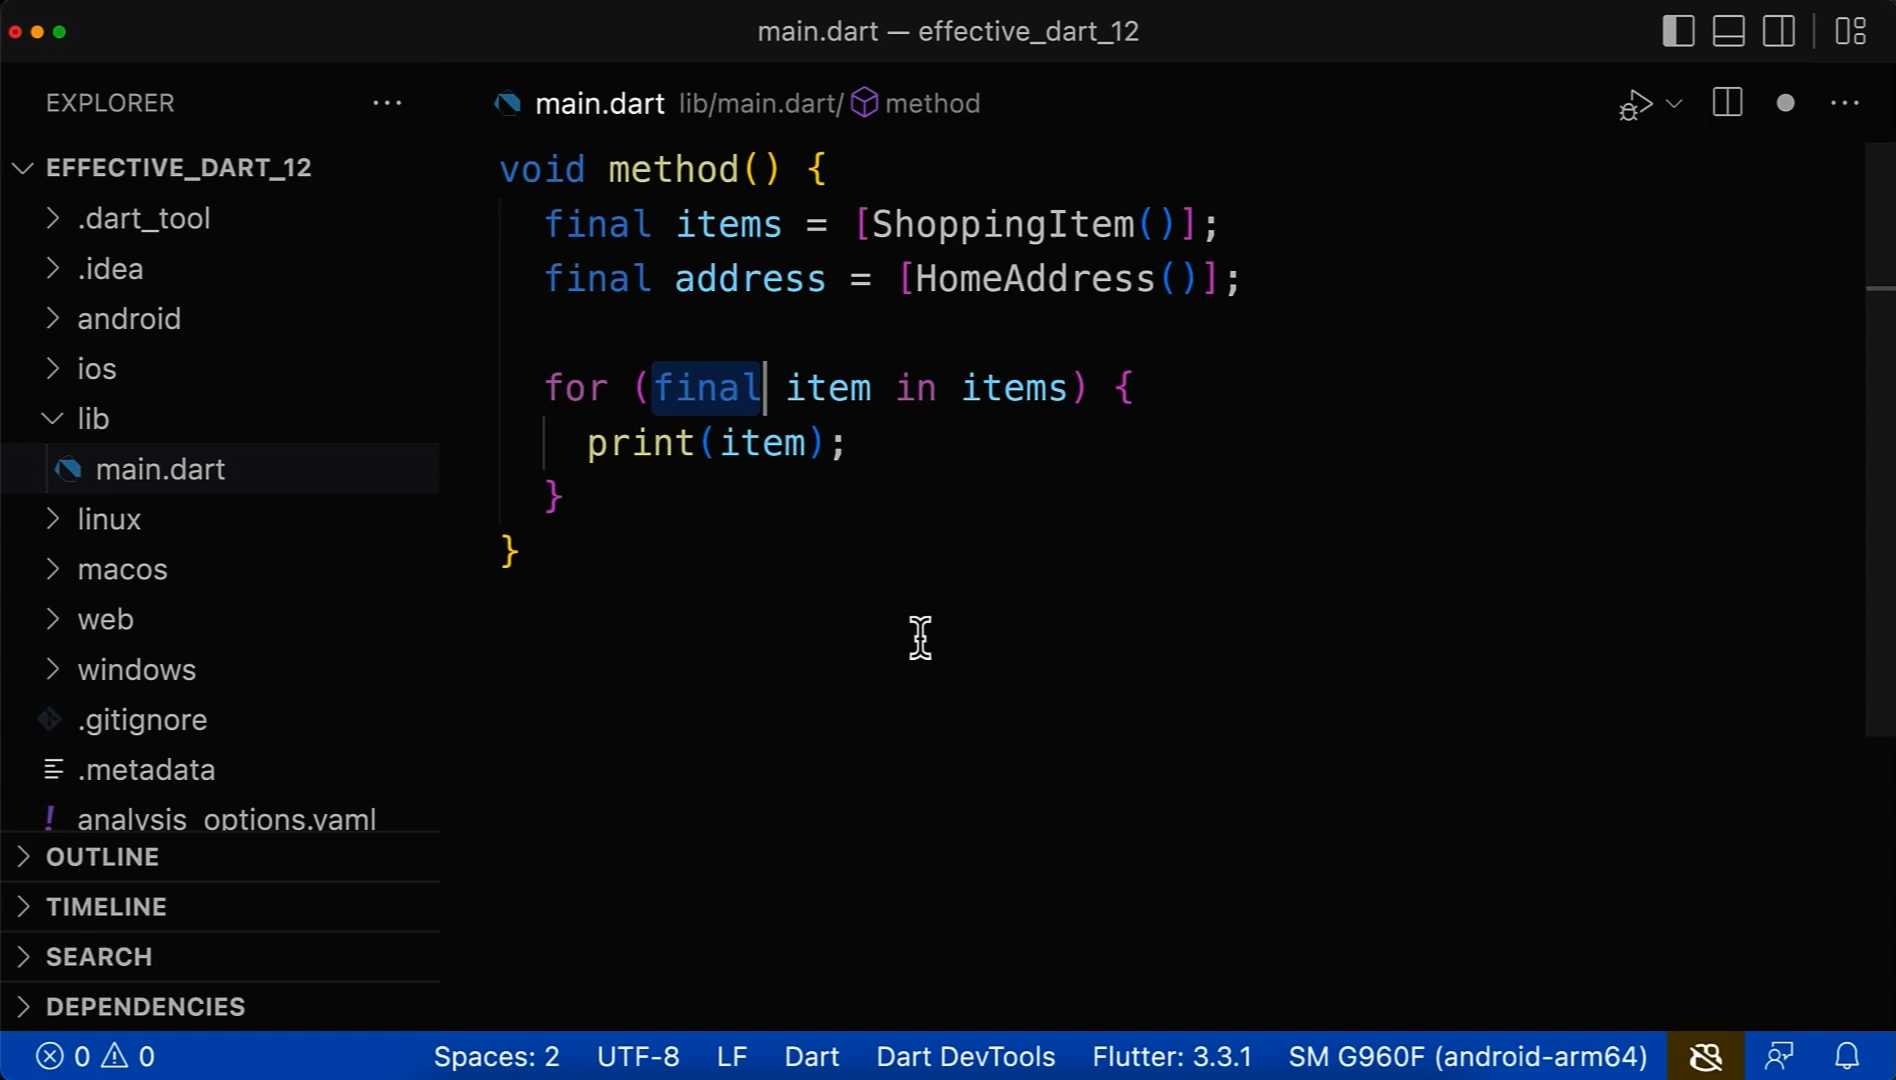 main.dart — effective_dart_12
EXPLORER
main.dart lib/main.dart/ method
EFFECTIVE_DART_12
.dart_tool
.idea
android
ios
lib
main.dart
linux
macos
web
windows
.gitignore
.metadata
analysis_options.yaml
OUTLINE
TIMELINE
SEARCH
DEPENDENCIES
void method() {
final items = [ShoppingItem()];
final address = [HomeAddress()];
for (final item in items) {
print(item);
}
}
0 0 Spaces: 2 UTF-8 LF Dart Dart DevTools Flutter: 3.3.1 SM G960F (android-arm64)